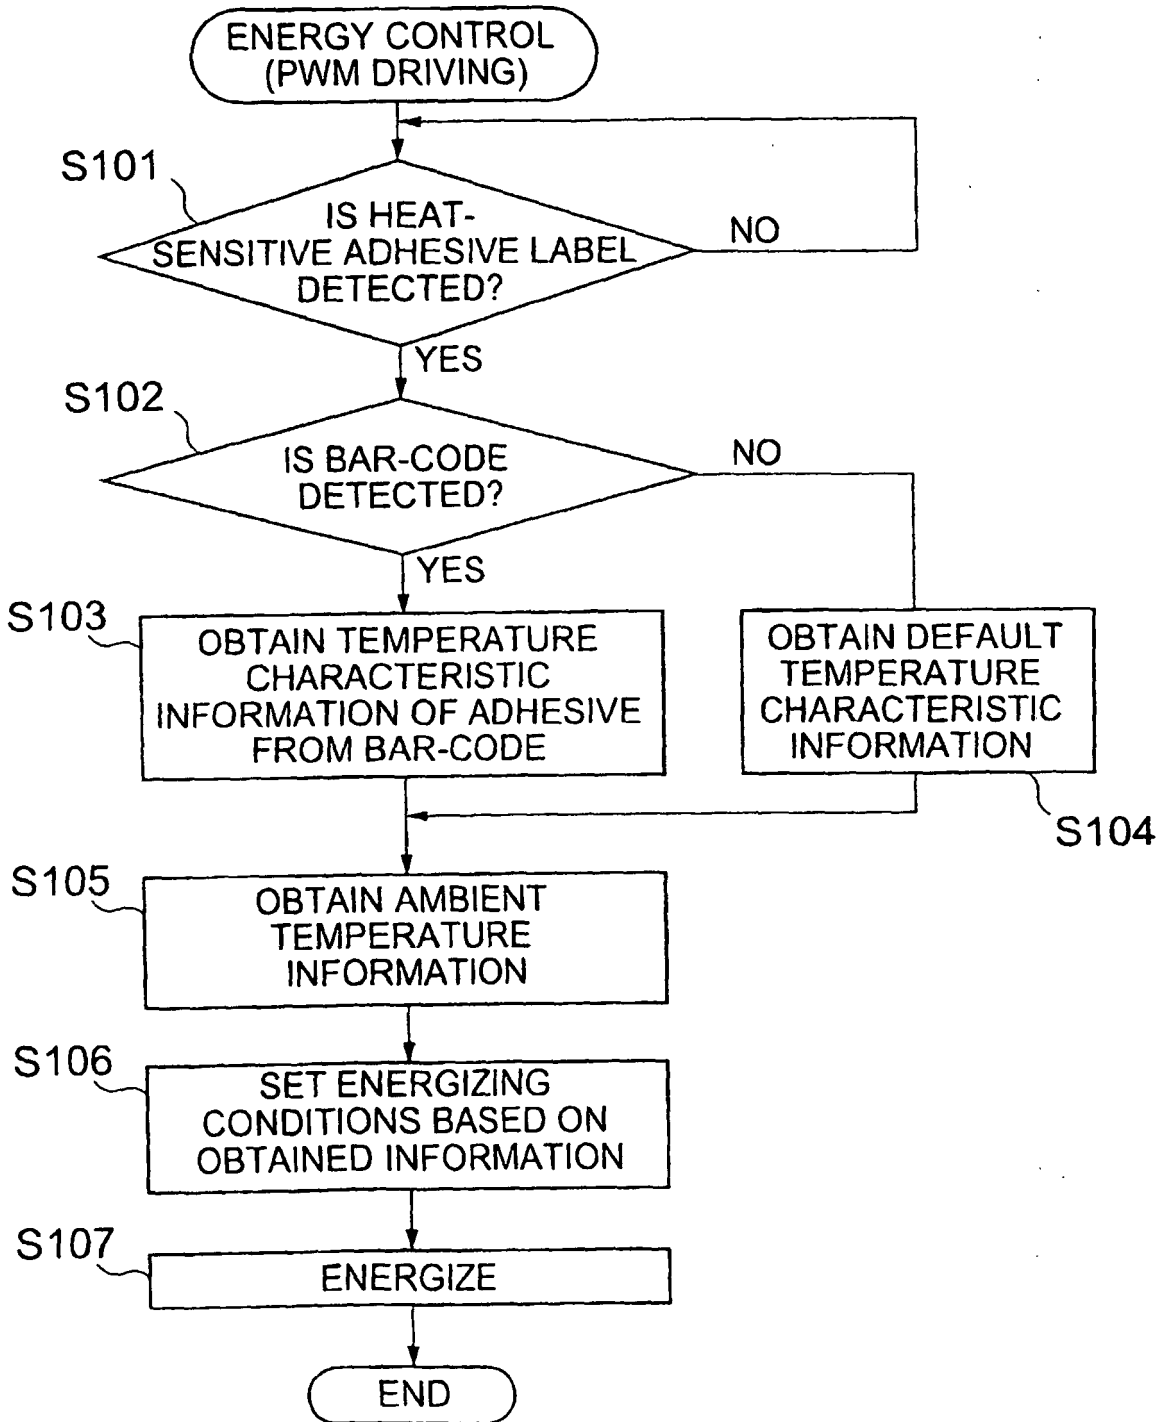 ENERGY CONTROL
(PWM DRIVING)
S101
IS HEAT-
SENSITIVE ADHESIVE LABEL
DETECTED?
NO
YES
S102
IS BAR-CODE
DETECTED?
NO
YES
S103
OBTAIN TEMPERATURE
CHARACTERISTIC
INFORMATION OF ADHESIVE
FROM BAR-CODE
OBTAIN DEFAULT
TEMPERATURE
CHARACTERISTIC
INFORMATION
S104
S105
OBTAIN AMBIENT
TEMPERATURE
INFORMATION
S106
SET ENERGIZING
CONDITIONS BASED ON
OBTAINED INFORMATION
S107
ENERGIZE
END